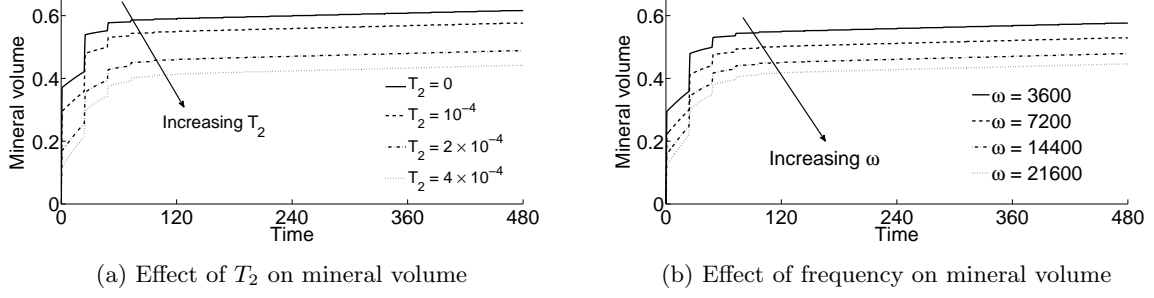 Mineral volume
0.6
0.4
0.2
0
0 120 240 360 480
Time
Increasing T₂
T₂ = 0
T₂ = 10⁻⁴
T₂ = 2 × 10⁻⁴
T₂ = 4 × 10⁻⁴
(a) Effect of T₂ on mineral volume
Mineral volume
0.6
0.4
0.2
0
0 120 240 360 480
Time
Increasing ω
ω = 3600
ω = 7200
ω = 14400
ω = 21600
(b) Effect of frequency on mineral volume